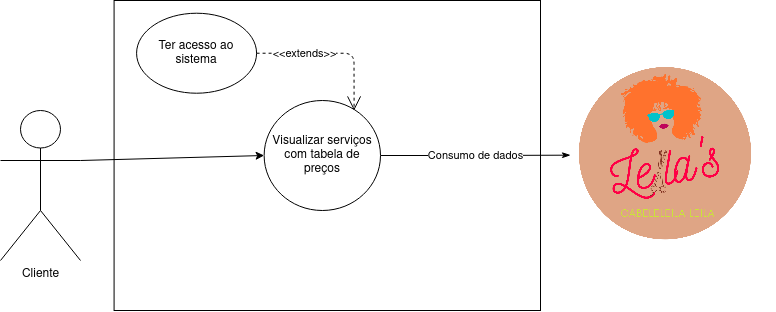 Ter acesso ao
sistema
<<extends>>
Visualizar serviços
com tabela de
preços
Consumo de dados
Cliente
Leila's
CABELELEILA LEILA